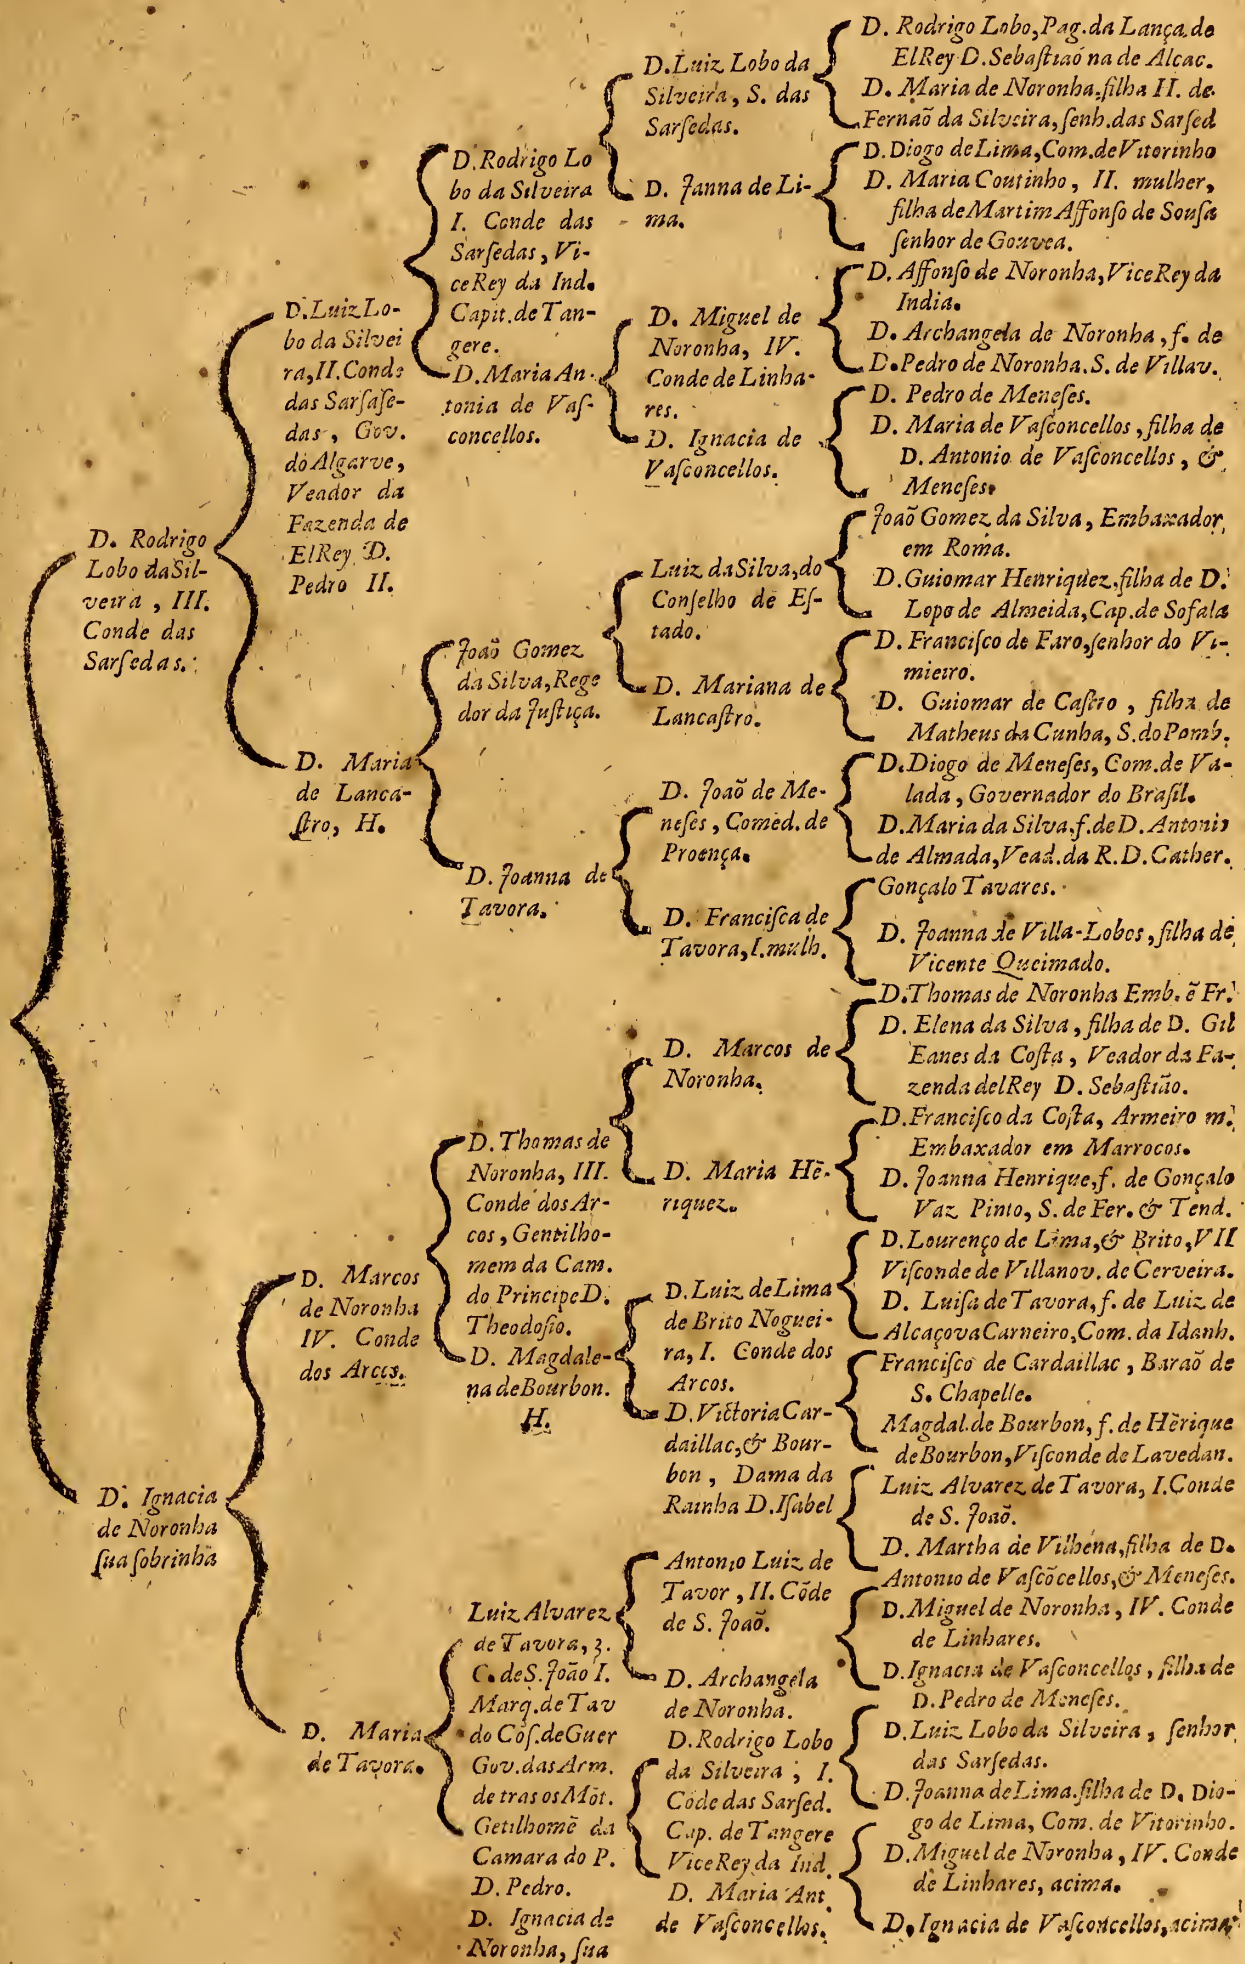 D. Rodrigo
Lobo da Sil-
veira, III.
Conde das
Sarſedas.
D. Ignacia
de Noronha
ſua ſobrinha
D. Luiz Lo-
bo da Silvei
ra, II. Conde
das Sarſaſe-
das, Gov.
do Algarve,
Veador da
Fazenda de
ElRey D.
Pedro II.
D. Maria
de Lanca-
ſtro, H.
D. Marcos
de Noronha
IV. Conde
dos Arcos.
D. Maria
de Tavora.
D. Rodrigo Lo
bo da Silveira
I. Conde das
Sarſedas, Vi-
ceRey da Ind.
Capit. de Tan-
gere.
D. Maria An-
tonia de Vaſ-
concellos.
Joaõ Gomez
da Silva, Rege
dor da Juſtiça.
D. Joanna de
Tavora.
D. Thomas de
Noronha, III.
Conde dos Ar-
cos, Gentilho-
mem da Cam.
do Principe D.
Theodoſio.
D. Magdale-
na de Bourbon.
H.
Luiz Alvarez
de Tavora, 3.
C. de S. João I.
Marq. de Tav
do Cõſ. de Guer
Gov. das Arm.
de tras os Mõt.
Getilhomẽ da
Camara do P.
D. Pedro.
D. Ignacia de
Noronha, ſua
D. Luiz Lobo da
Silveira, S. das
Sarſedas.
D. Janna de Li-
ma.
D. Miguel de
Noronha, IV.
Conde de Linha-
res.
D. Ignacia de
Vaſconcellos.
Luiz da Silva, do
Conſelho de Eſ-
tado.
D. Mariana de
Lancaſtro.
D. Joaõ de Me-
neſes, Comed. de
Proença.
D. Franciſca de
Tavora, I. mulh.
D. Marcos de
Noronha.
D. Maria Hẽ-
riquez.
D. Luiz de Lima
de Brito Noguei-
ra, I. Conde dos
Arcos.
D. Victoria Car-
daillac, & Bour-
bon, Dama da
Rainha D. Iſabel
Antonio Luiz de
Tavor, II. Cõde
de S. Joaõ.
D. Archangela
de Noronha.
D. Rodrigo Lobo
da Silveira, I.
Cõde das Sarſed.
Cap. de Tangere
ViceRey da Ind.
D. Maria Ant
de Vaſconcellos.
D. Rodrigo Lobo, Pag. da Lança de
ElRey D. Sebaſtiaõ na de Alcac.
D. Maria de Noronha. filha II. de
Fernaõ da Silveira, ſenh. das Sarſed
D. Diogo de Lima, Com. de Vitorinho
D. Maria Coutinho, II. mulher,
filha de Martim Affonſo de Souſa
ſenhor de Gouvea.
D. Affonſo de Noronha, ViceRey da
India.
D. Archangela de Noronha, f. de
D. Pedro de Noronha. S. de Villav.
D. Pedro de Meneſes.
D. Maria de Vaſconcellos, filha de
D. Antonio de Vaſconcellos, &
Meneſes.
Joaõ Gomez da Silva, Embaxador,
em Roma.
D. Guiomar Henriquez, filha de D.
Lopo de Almeida, Cap. de Sofala
D. Franciſco de Faro, ſenhor do Vi-
mieiro.
D. Guiomar de Caſtro, filha de
Matheus da Cunha, S. do Pomb.
D. Diogo de Meneſes, Com. de Va-
lada, Governador do Braſil.
D. Maria da Silva. f. de D. Antonio
de Almada, Vead. da R. D. Cather.
Gonçalo Tavares.
D. Joanna de Villa-Lobos, filha de
Vicente Queimado.
D. Thomas de Noronha Emb. ẽ Fr.
D. Elena da Silva, filha de D. Gil
Eanes da Coſta, Veador da Fa-
zenda delRey D. Sebaſtião.
D. Franciſco da Coſta, Armeiro m.
Embaxador em Marrocos.
D. Joanna Henrique, f. de Gonçalo
Vaz Pinto, S. de Fer. & Tend.
D. Lourenço de Lima, & Brito, VII
Viſconde de Villanov. de Cerveira.
D. Luiſa de Tavora, f. de Luiz de
Alcaçova Carneiro, Com. da Idanh.
Franciſco de Cardaillac, Baraõ de
S. Chapelle.
Magdal. de Bourbon, f. de Hẽrique
de Bourbon, Viſconde de Lavedan.
Luiz Alvarez de Tavora, I. Conde
de S. Joaõ.
D. Martha de Vilhena, filha de D.
Antonio de Vaſcõcellos, & Meneſes.
D. Miguel de Noronha, IV. Conde
de Linhares.
D. Ignacia de Vaſconcellos, filha de
D. Pedro de Meneſes.
D. Luiz Lobo da Silveira, ſenhor
das Sarſedas.
D. Joanna de Lima. filha de D. Dio-
go de Lima, Com. de Vitorinho.
D. Miguel de Noronha, IV. Conde
de Linhares, acima.
D. Ignacia de Vaſconcellos, acima.